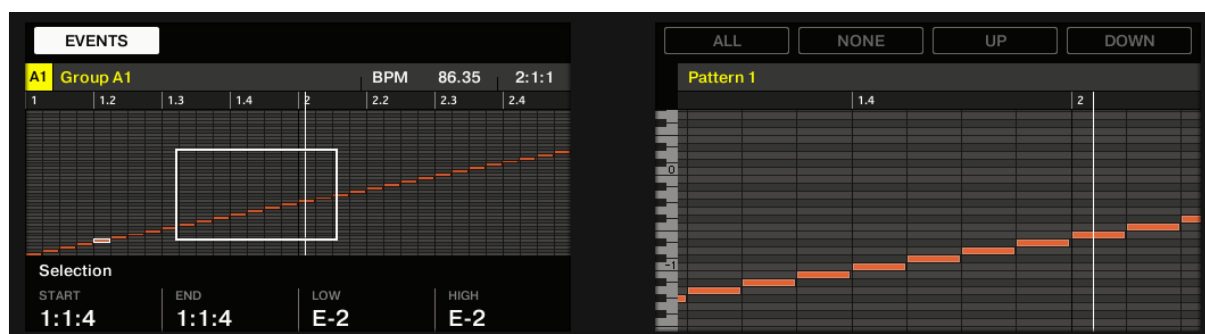 EVENTS
ALL NONE UP DOWN
A1 Group A1 BPM 86.35 2:1:1
Pattern 1
1 1.2 1.3 1.4 2 2.2 2.3 2.4
1.4 2
0
-1
Selection
START END LOW HIGH
1:1:4 1:1:4 E-2 E-2